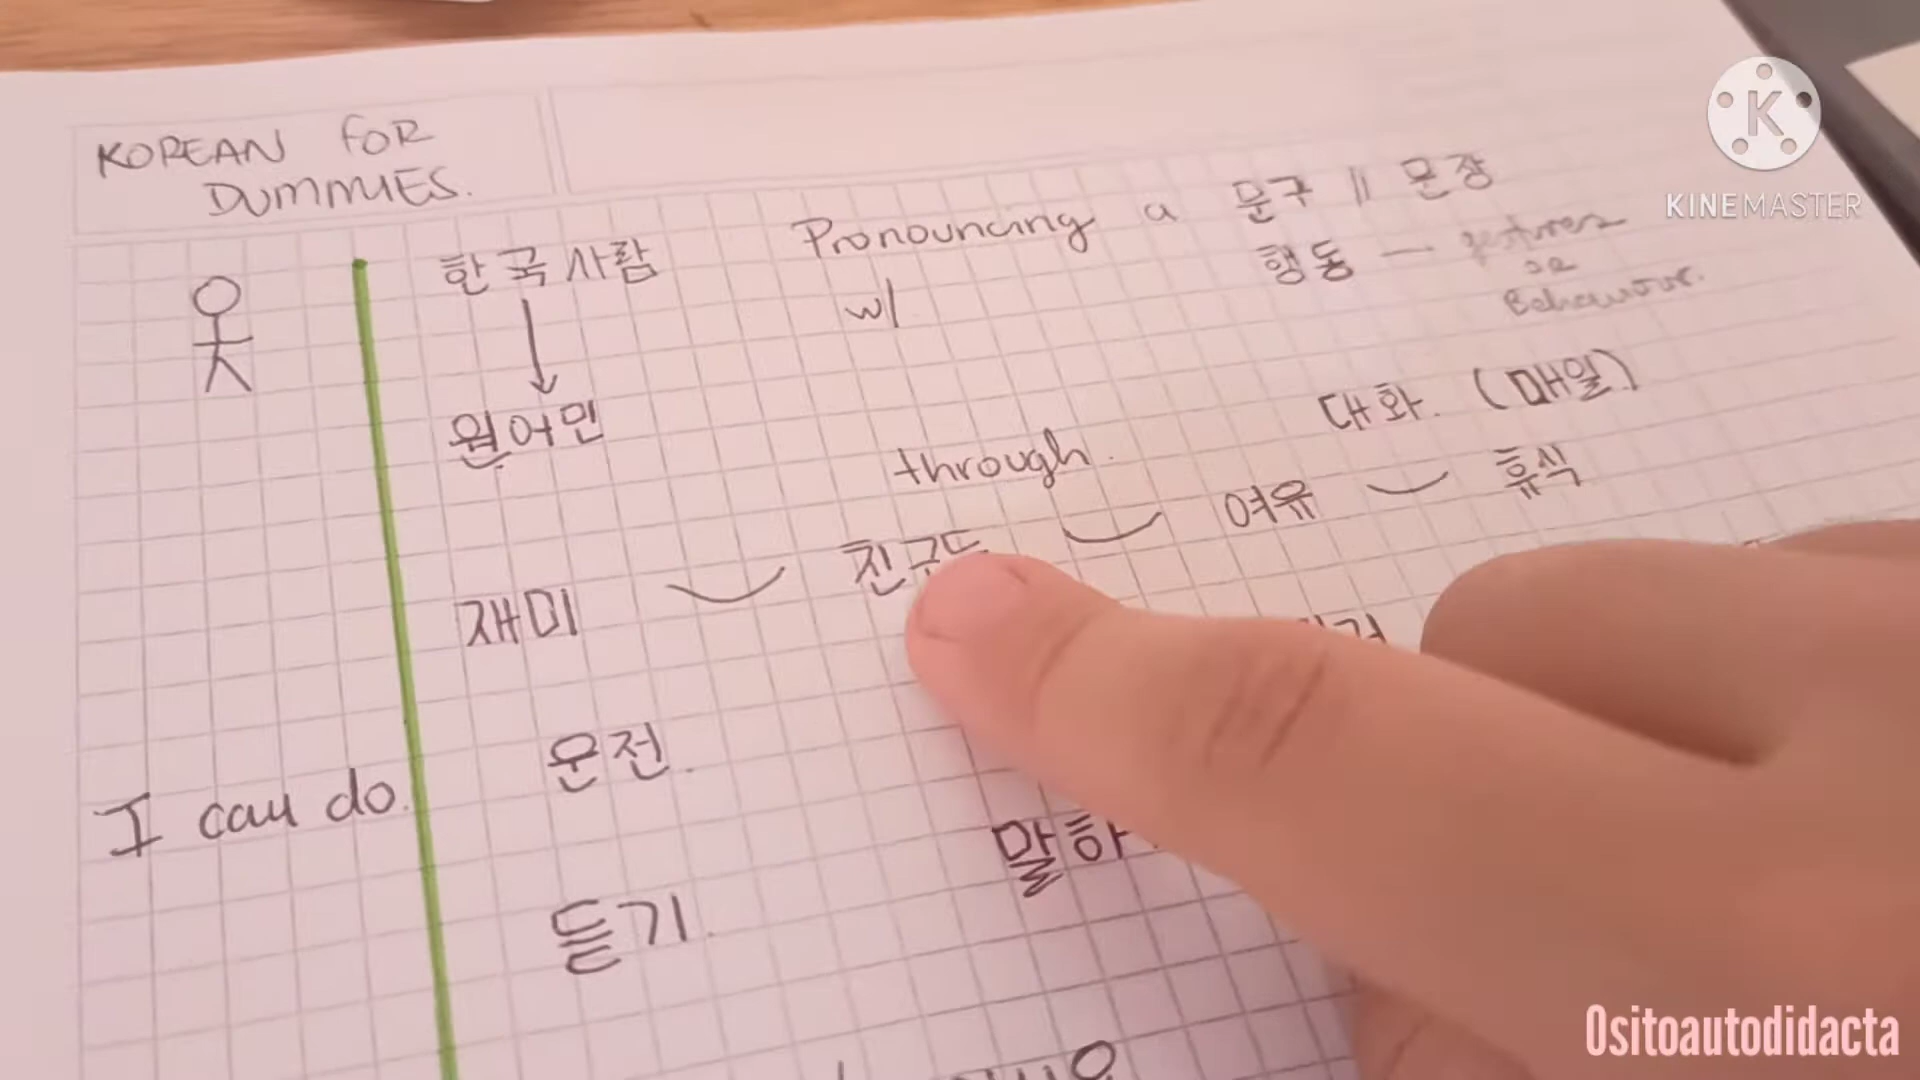 KOREAN FOR
DUMMIES.
한국사람
Pronouncing a 문구 || 문장
w/
행동 — gestures
or
Behaviour.
원어민
through.
대화. (매일)
재미
여유
휴식
I can do.
운전.
듣기.
K
KINEMASTER
Ositoautodidacta